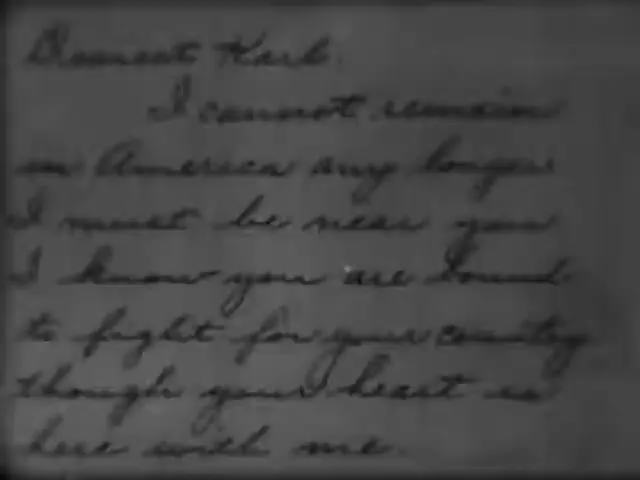 Dearest Karl.
I cannot remain
in America any longer
I must be near you
I know you are bound
to fight for your country
though your heart is
here with me.